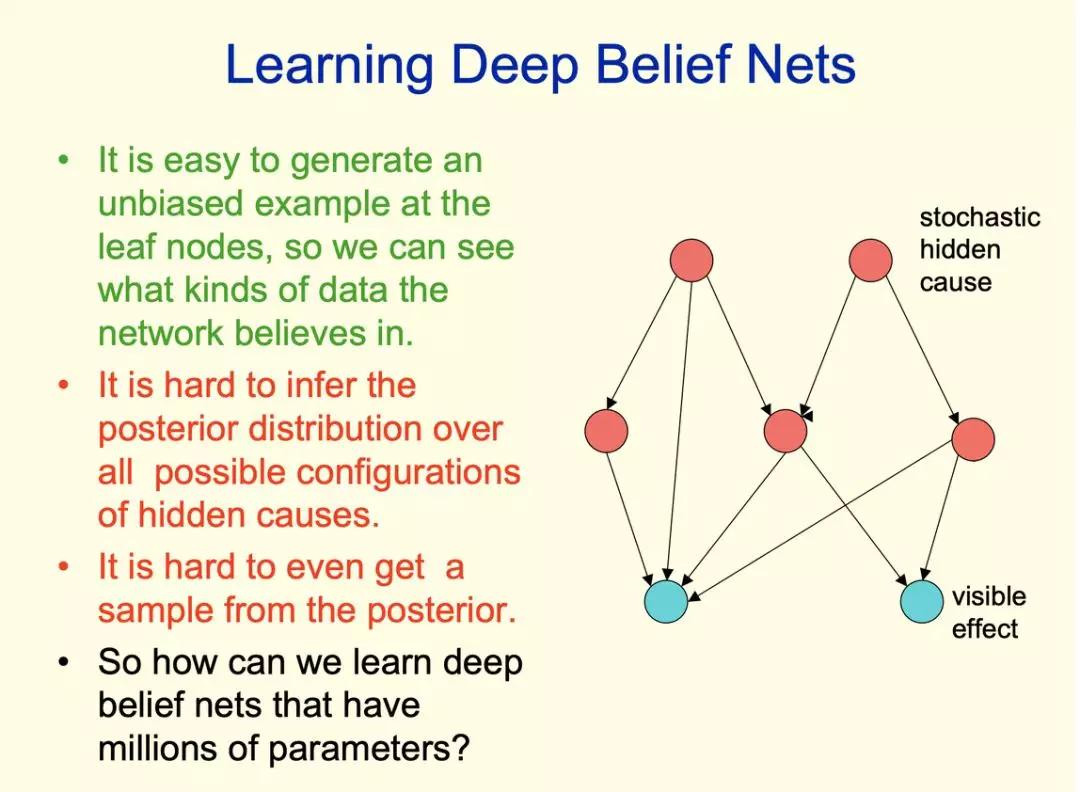 Learning Deep Belief Nets
• It is easy to generate an
unbiased example at the
leaf nodes, so we can see
what kinds of data the
network believes in.
• It is hard to infer the
posterior distribution over
all possible configurations
of hidden causes.
• It is hard to even get a
sample from the posterior.
• So how can we learn deep
belief nets that have
millions of parameters?
stochastic
hidden
cause
visible
effect